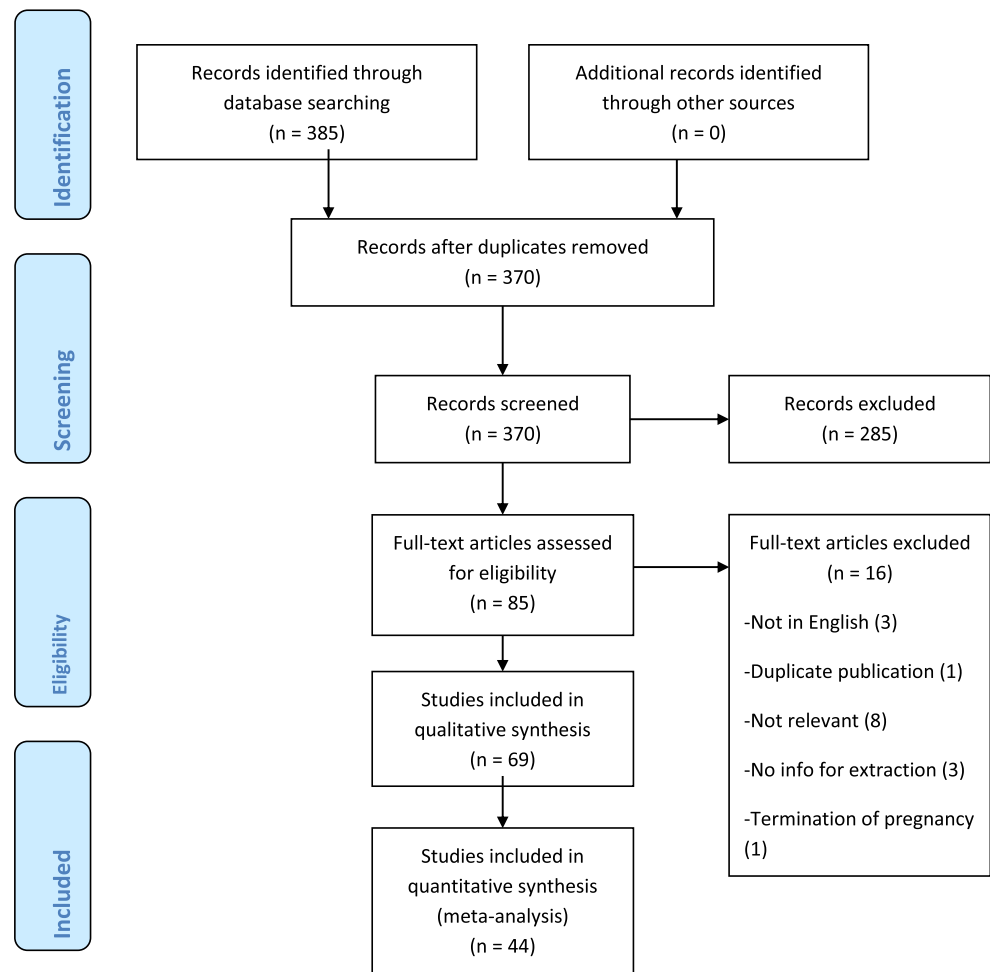 Identification
Records identified through
database searching
(n = 385)
Additional records identified
through other sources
(n = 0)
Records after duplicates removed
(n = 370)
Screening
Records screened
(n = 370)
Records excluded
(n = 285)
Eligibility
Full-text articles assessed
for eligibility
(n = 85)
Full-text articles excluded
(n = 16)
-Not in English (3)
-Duplicate publication (1)
-Not relevant (8)
-No info for extraction (3)
-Termination of pregnancy
(1)
Studies included in
qualitative synthesis
(n = 69)
Included
Studies included in
quantitative synthesis
(meta-analysis)
(n = 44